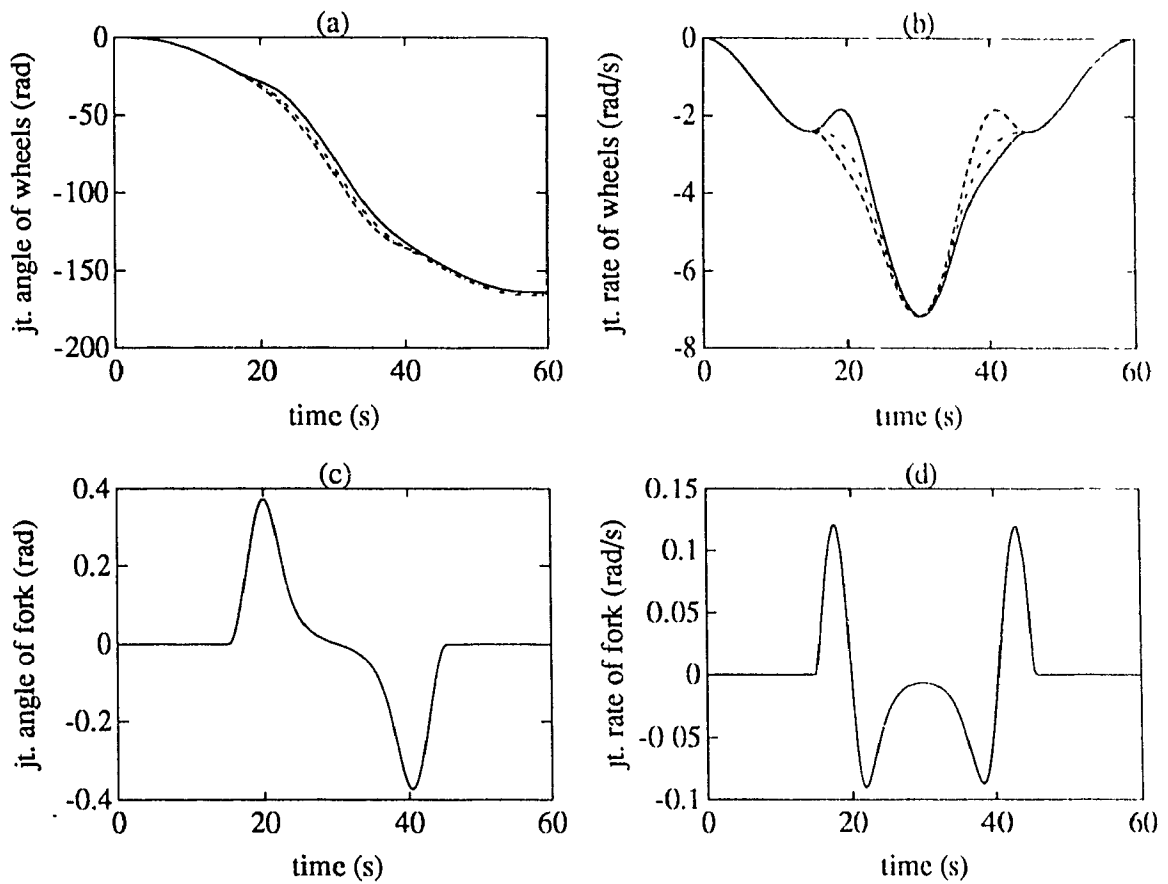 (a)
jt. angle of wheels (rad)
0
-50
-100
-150
-200
0 20 40 60
time (s)
(b)
jt. rate of wheels (rad/s)
0
-2
-4
-6
-8
0 20 40 60
time (s)
(c)
jt. angle of fork (rad)
0.4
0.2
0
-0.2
-0.4
0 20 40 60
time (s)
(d)
jt. rate of fork (rad/s)
0.15
0.1
0.05
0
-0 05
-0.1
0 20 40 60
time (s)